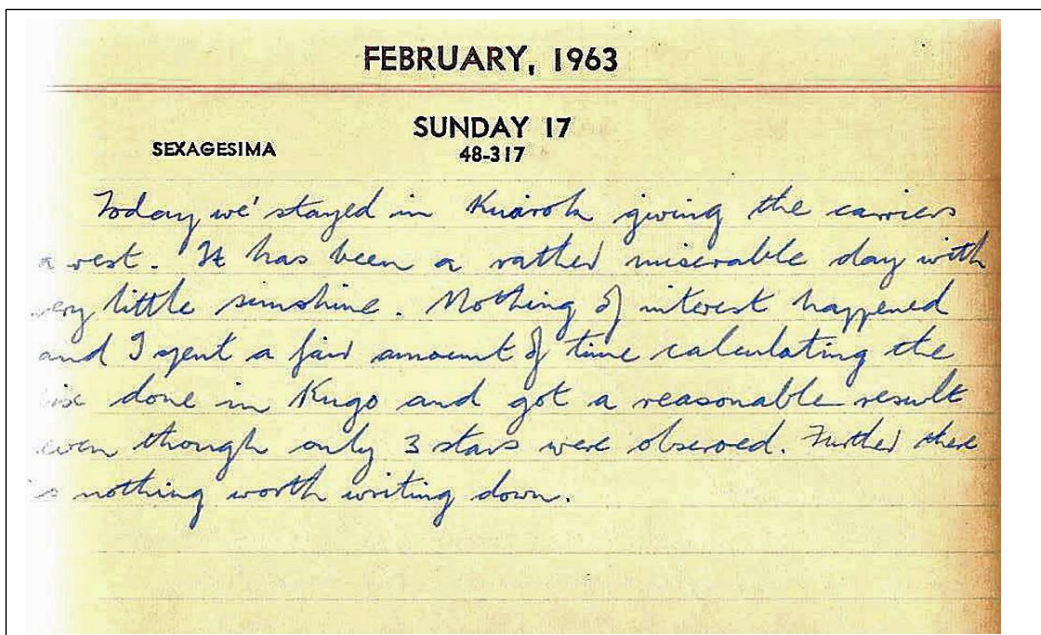 FEBRUARY, 1963
SUNDAY 17
SEXAGESIMA
48-317
Today we' stayed in Kwarok giving the carriers
a rest. It has been a rather miserable day with
very little sunshine. Nothing of interest happened
and I spent a fair amount of time calculating the
fix done in Kugo and got a reasonable result
even though only 3 stars were observed. Further there
is nothing worth writing down.